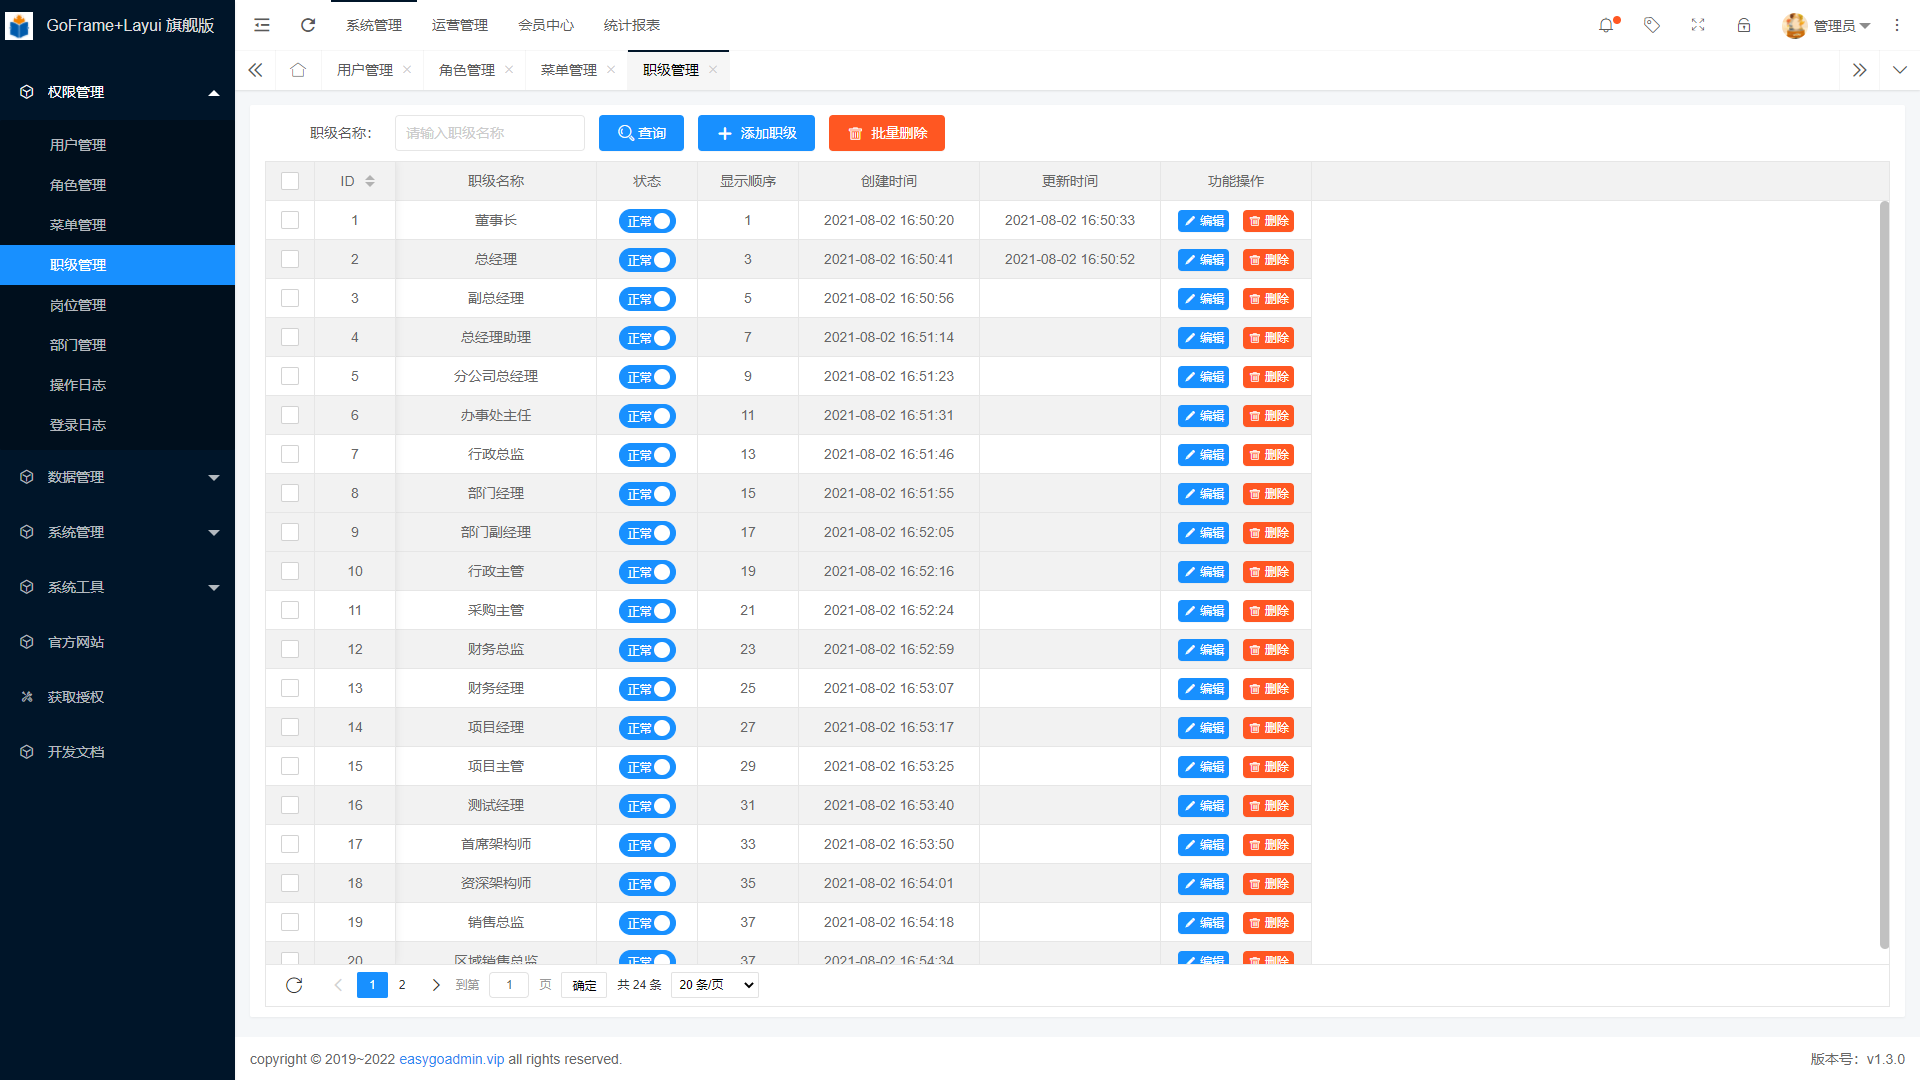 GoFrame+Layui 旗舰版
系统管理 运营管理 会员中心 统计报表 管理员
用户管理 角色管理 菜单管理 职级管理
权限管理
用户管理
角色管理
菜单管理
职级管理
岗位管理
部门管理
操作日志
登录日志
数据管理
系统管理
系统工具
官方网站
获取授权
开发文档
职级名称： 请输入职级名称 查询 添加职级 批量删除
ID 职级名称 状态 显示顺序 创建时间 更新时间 功能操作
1 董事长 正常 1 2021-08-02 16:50:20 2021-08-02 16:50:33 编辑 删除
2 总经理 正常 3 2021-08-02 16:50:41 2021-08-02 16:50:52 编辑 删除
3 副总经理 正常 5 2021-08-02 16:50:56 编辑 删除
4 总经理助理 正常 7 2021-08-02 16:51:14 编辑 删除
5 分公司总经理 正常 9 2021-08-02 16:51:23 编辑 删除
6 办事处主任 正常 11 2021-08-02 16:51:31 编辑 删除
7 行政总监 正常 13 2021-08-02 16:51:46 编辑 删除
8 部门经理 正常 15 2021-08-02 16:51:55 编辑 删除
9 部门副经理 正常 17 2021-08-02 16:52:05 编辑 删除
10 行政主管 正常 19 2021-08-02 16:52:16 编辑 删除
11 采购主管 正常 21 2021-08-02 16:52:24 编辑 删除
12 财务总监 正常 23 2021-08-02 16:52:59 编辑 删除
13 财务经理 正常 25 2021-08-02 16:53:07 编辑 删除
14 项目经理 正常 27 2021-08-02 16:53:17 编辑 删除
15 项目主管 正常 29 2021-08-02 16:53:25 编辑 删除
16 测试经理 正常 31 2021-08-02 16:53:40 编辑 删除
17 首席架构师 正常 33 2021-08-02 16:53:50 编辑 删除
18 资深架构师 正常 35 2021-08-02 16:54:01 编辑 删除
19 销售总监 正常 37 2021-08-02 16:54:18 编辑 删除
20 区域销售总监 正常 37 2021-08-02 16:54:34 编辑 删除
1 2 到第 1 页 确定 共 24 条 20 条/页
copyright © 2019~2022 easygoadmin.vip all rights reserved. 版本号：v1.3.0